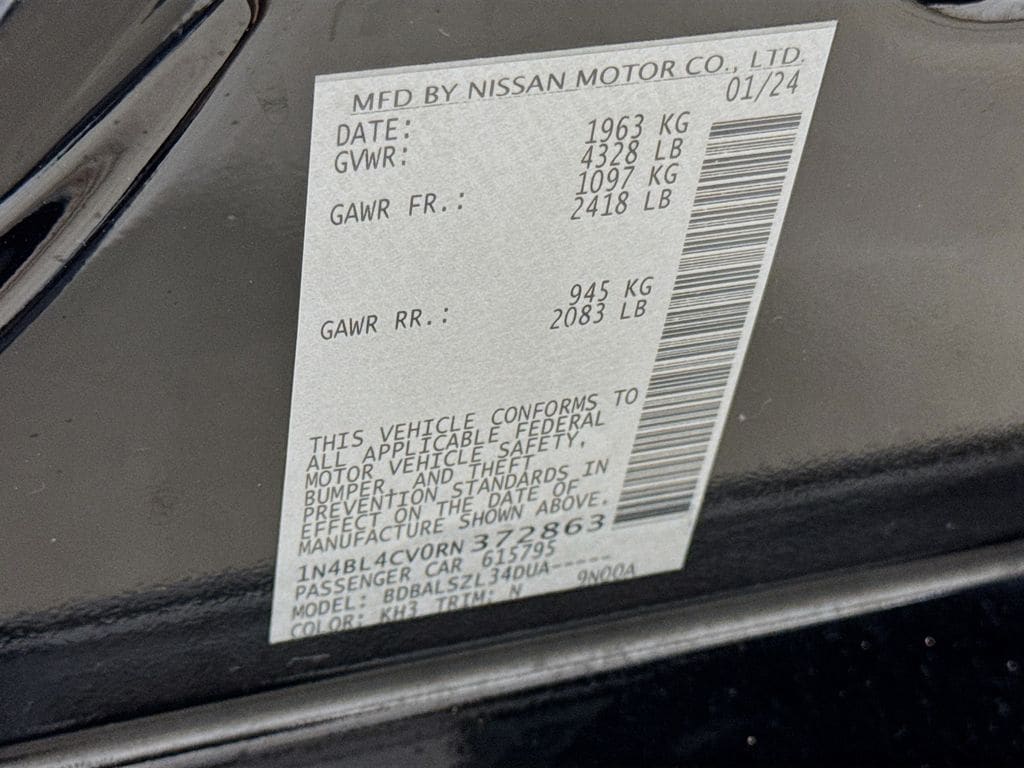 MFD BY NISSAN MOTOR CO., LTD.
DATE: 01/24
GVWR: 1963 KG
4328 LB
GAWR FR.: 1097 KG
2418 LB
GAWR RR.: 945 KG
2083 LB
THIS VEHICLE CONFORMS TO
ALL APPLICABLE FEDERAL
MOTOR VEHICLE SAFETY,
BUMPER, AND THEFT
PREVENTION STANDARDS IN
EFFECT ON THE DATE OF
MANUFACTURE SHOWN ABOVE.
1N4BL4CV0RN372863
PASSENGER CAR 615795
MODEL: BDBALSZL34DUA-----
COLOR: KH3 TRIM: N 9N00A